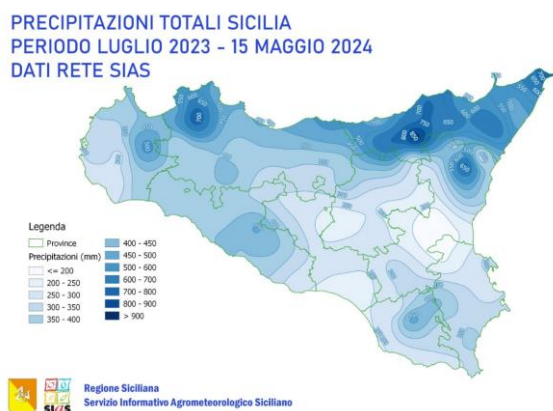 PRECIPITAZIONI TOTALI SICILIA
PERIODO LUGLIO 2023 - 15 MAGGIO 2024
DATI RETE SIAS
Legenda
Province
Precipitazioni (mm)
<= 200
200 - 250
250 - 300
300 - 350
350 - 400
400 - 450
450 - 500
500 - 600
600 - 700
700 - 800
800 - 900
> 900
SIAS
Regione Siciliana
Servizio Informativo Agrometeorologico Siciliano